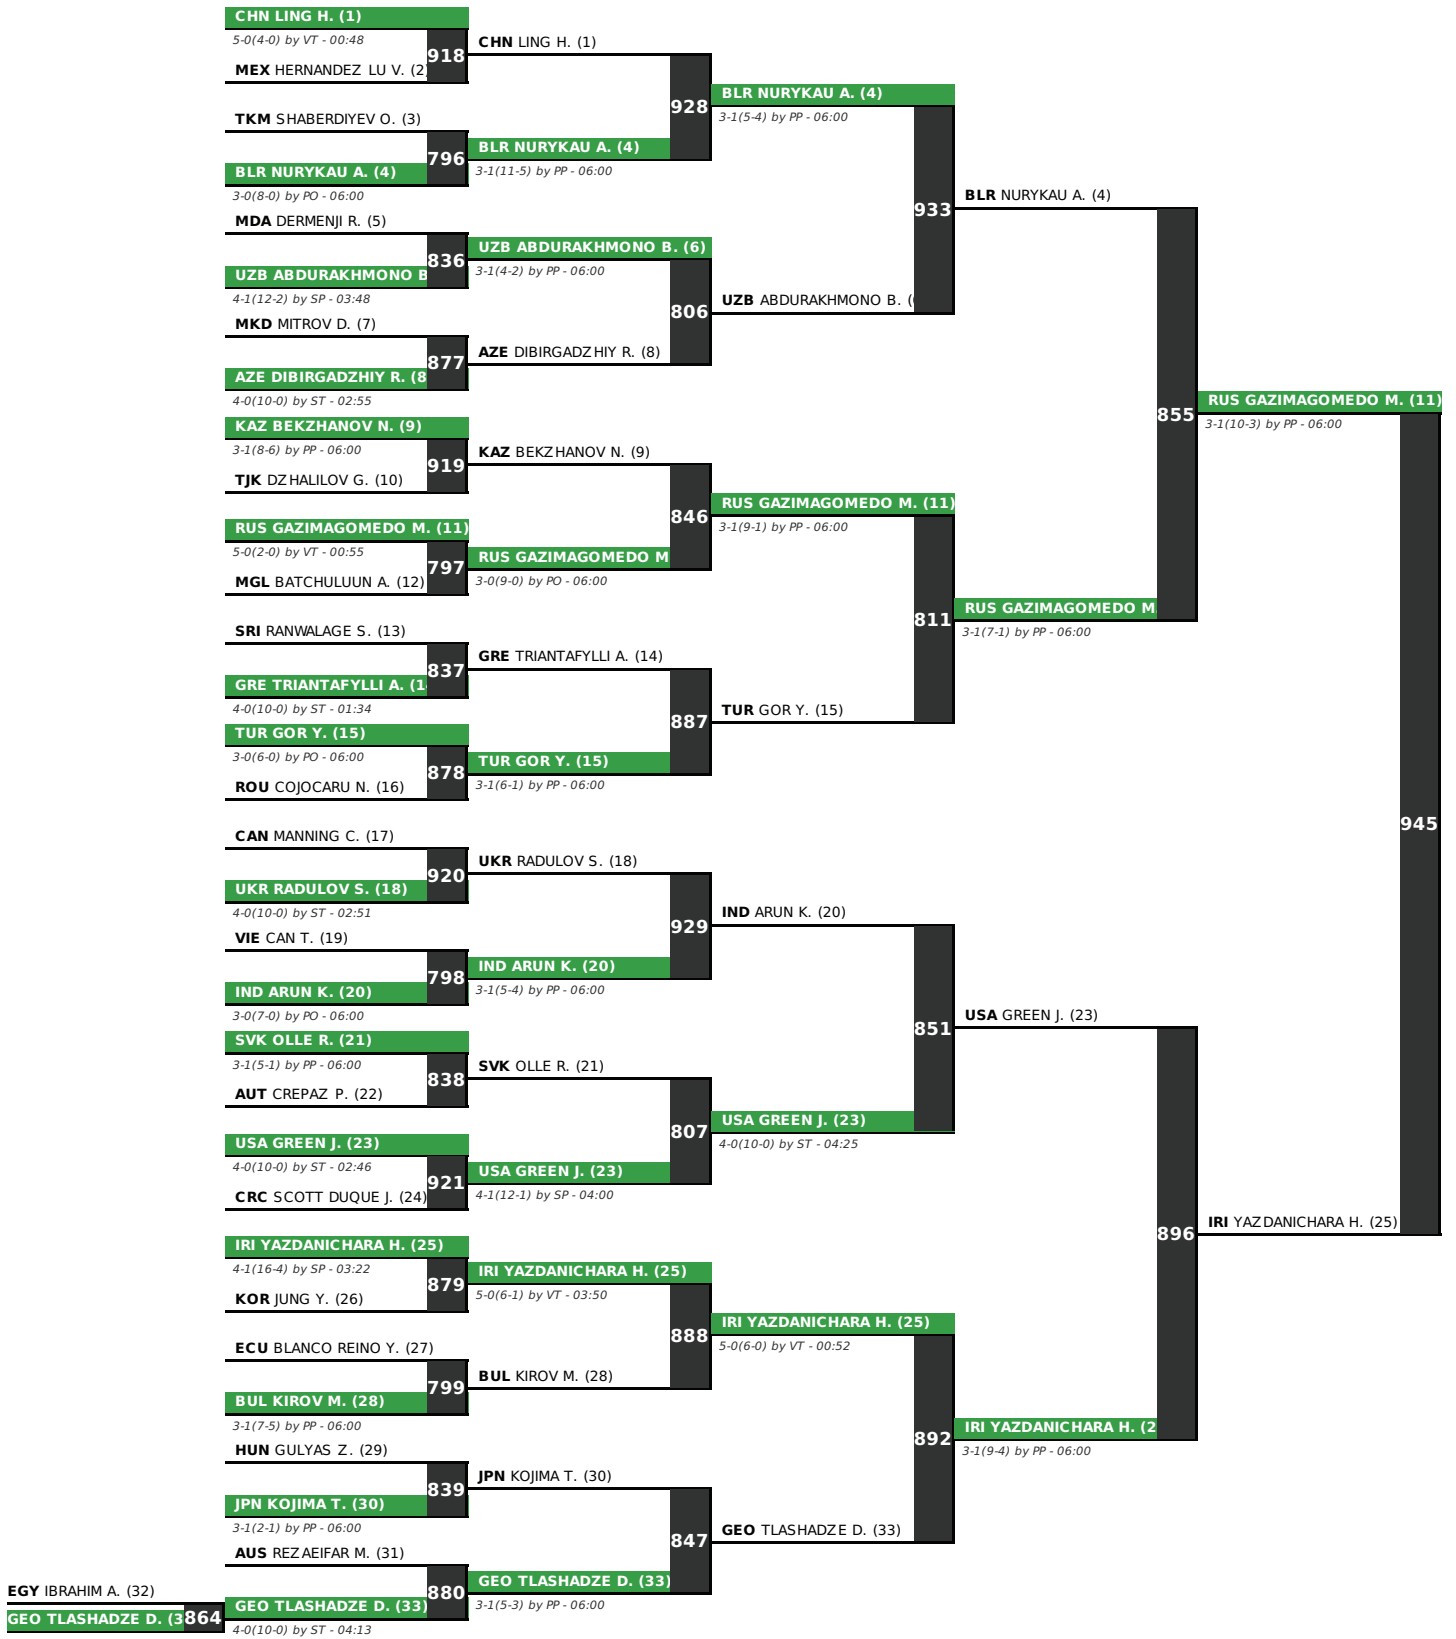 CHN LING H. (1)
5-0(4-0) by VT - 00:48
MEX HERNANDEZ LU V. (2
918
TKM SHABERDIYEV O. (3)
796
BLR NURYKAU A. (4)
3-0(8-0) by PO - 06:00
MDA DERMENJI R. (5)
836
UZB ABDURAKHMONO B
4-1(12-2) by SP - 03:48
MKD MITROV D. (7)
877
AZE DIBIRGADZHIY R. (8
4-0(10-0) by ST - 02:55
KAZ BEKZHANOV N. (9)
3-1(8-6) by PP - 06:00
919
TJK DZHALILOV G. (10)
RUS GAZIMAGOMEDO M. (11)
5-0(2-0) by VT - 00:55
797
MGL BATCHULUUN A. (12)
SRI RANWALAGE S. (13)
837
GRE TRIANTAFYLLI A. (1
4-0(10-0) by ST - 01:34
TUR GOR Y. (15)
3-0(6-0) by PO - 06:00
878
ROU COJOCARU N. (16)
CAN MANNING C. (17)
920
UKR RADULOV S. (18)
4-0(10-0) by ST - 02:51
VIE CAN T. (19)
798
IND ARUN K. (20)
3-0(7-0) by PO - 06:00
SVK OLLE R. (21)
3-1(5-1) by PP - 06:00
838
AUT CREPAZ P. (22)
USA GREEN J. (23)
4-0(10-0) by ST - 02:46
921
CRC SCOTT DUQUE J. (24)
IRI YAZDANICHARA H. (25)
4-1(16-4) by SP - 03:22
879
KOR JUNG Y. (26)
ECU BLANCO REINO Y. (27)
799
BUL KIROV M. (28)
3-1(7-5) by PP - 06:00
HUN GULYAS Z. (29)
839
JPN KOJIMA T. (30)
3-1(2-1) by PP - 06:00
AUS REZAEIFAR M. (31)
880
EGY IBRAHIM A. (32)
GEO TLASHADZE D. (3
864
GEO TLASHADZE D. (33)
4-0(10-0) by ST - 04:13
CHN LING H. (1)
928
BLR NURYKAU A. (4)
3-1(11-5) by PP - 06:00
UZB ABDURAKHMONO B. (6)
3-1(4-2) by PP - 06:00
806
AZE DIBIRGADZHIY R. (8)
KAZ BEKZHANOV N. (9)
846
RUS GAZIMAGOMEDO M
3-0(9-0) by PO - 06:00
GRE TRIANTAFYLLI A. (14)
887
TUR GOR Y. (15)
3-1(6-1) by PP - 06:00
UKR RADULOV S. (18)
929
IND ARUN K. (20)
3-1(5-4) by PP - 06:00
SVK OLLE R. (21)
807
USA GREEN J. (23)
4-1(12-1) by SP - 04:00
IRI YAZDANICHARA H. (25)
5-0(6-1) by VT - 03:50
888
BUL KIROV M. (28)
JPN KOJIMA T. (30)
847
GEO TLASHADZE D. (33)
3-1(5-3) by PP - 06:00
BLR NURYKAU A. (4)
3-1(5-4) by PP - 06:00
933
UZB ABDURAKHMONO B. (
RUS GAZIMAGOMEDO M. (11)
3-1(9-1) by PP - 06:00
811
TUR GOR Y. (15)
IND ARUN K. (20)
851
USA GREEN J. (23)
4-0(10-0) by ST - 04:25
IRI YAZDANICHARA H. (25)
5-0(6-0) by VT - 00:52
892
GEO TLASHADZE D. (33)
BLR NURYKAU A. (4)
855
RUS GAZIMAGOMEDO M
3-1(7-1) by PP - 06:00
USA GREEN J. (23)
896
IRI YAZDANICHARA H. (2
3-1(9-4) by PP - 06:00
RUS GAZIMAGOMEDO M. (11)
3-1(10-3) by PP - 06:00
945
IRI YAZDANICHARA H. (25)